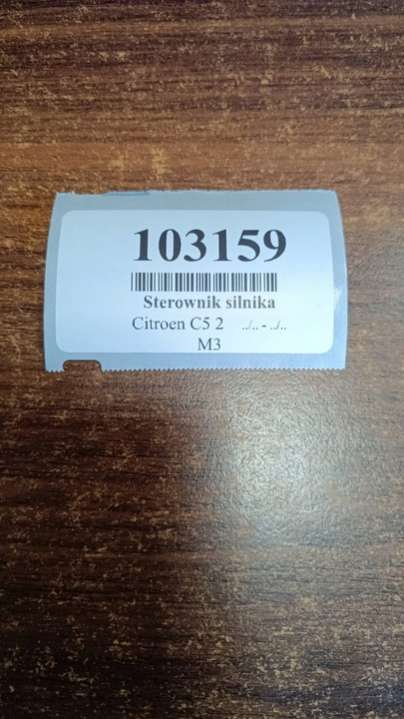 103159
Sterownik silnika
Citroen C5 2 ../.. - ../..
M3